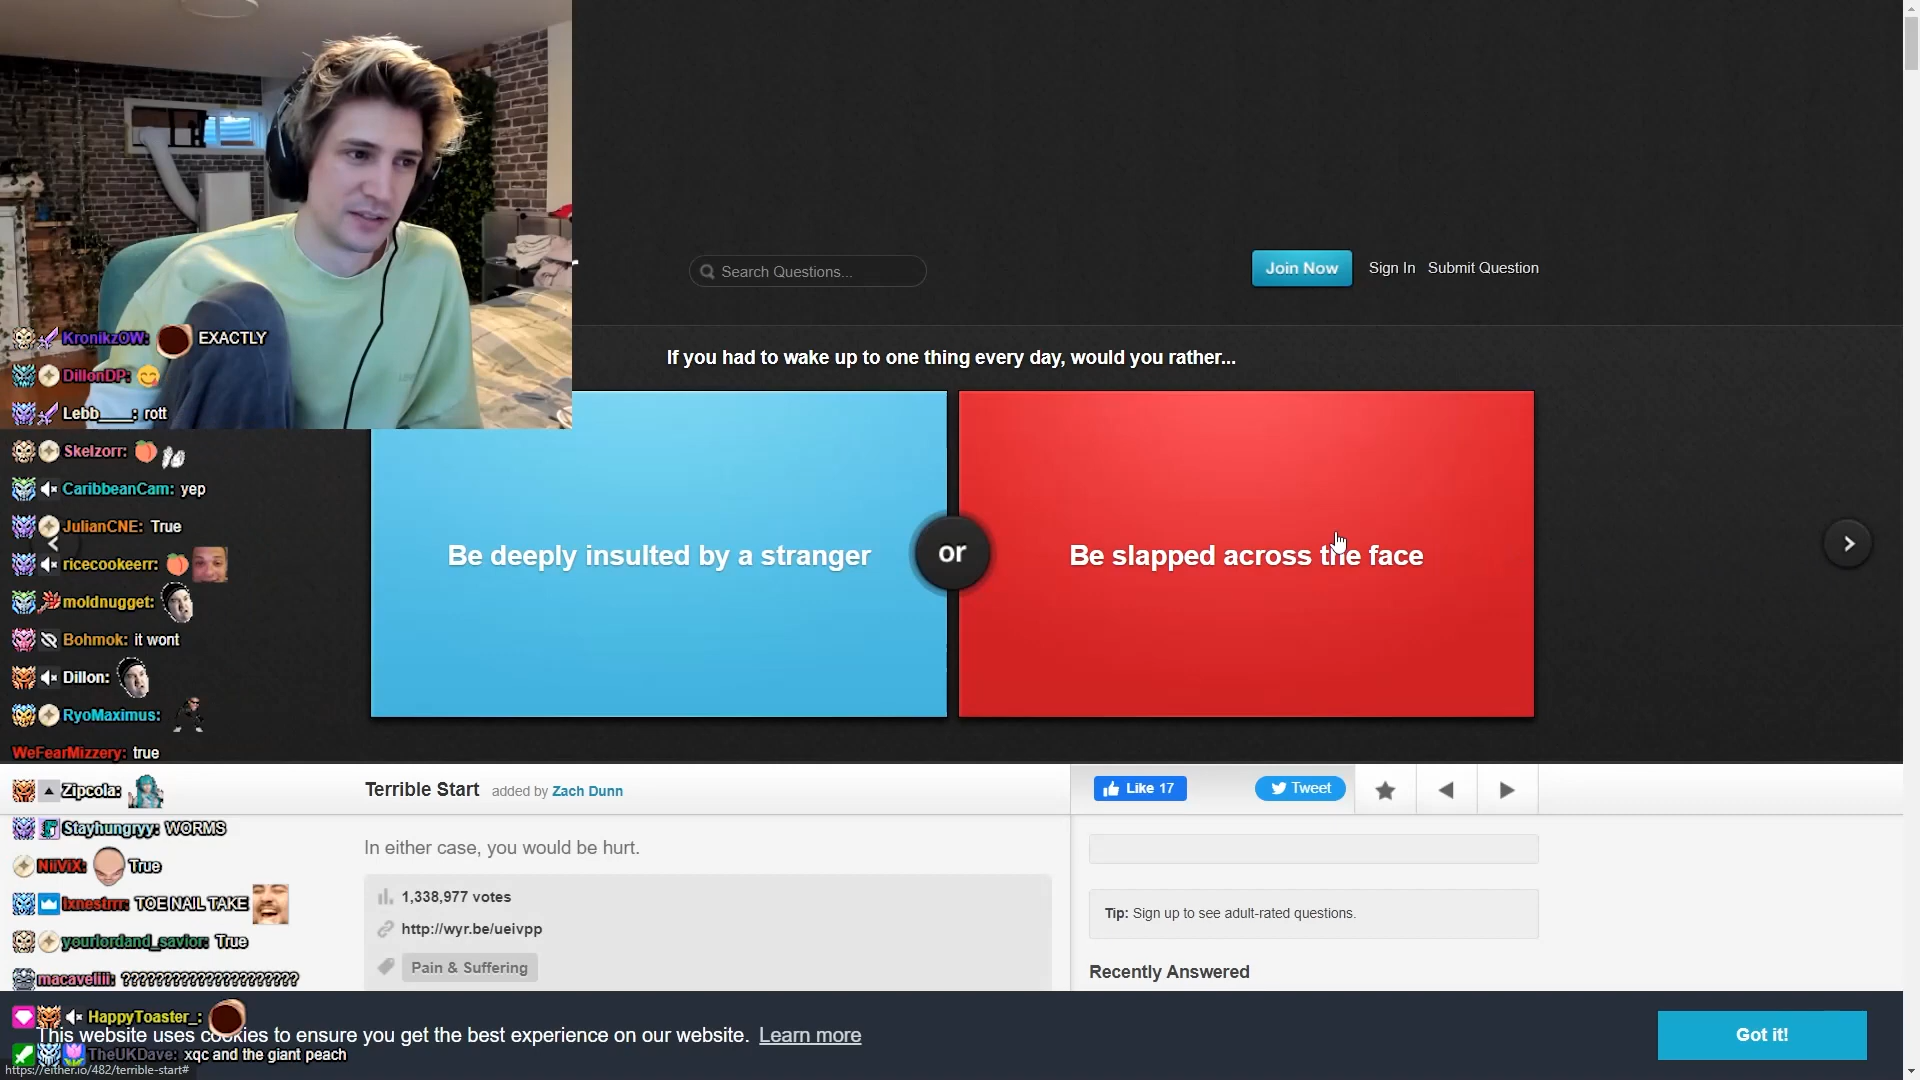 Search Questions...
Join Now
Sign In
Submit Question
If you had to wake up to one thing every day, would you rather...
Be deeply insulted by a stranger
or
Be slapped across the face
KronikzOW: EXACTLY
DillonDP:
Lebb____: rott
Skelzorr:
CaribbeanCam: yep
JulianCNE: True
ricecookeerr:
moldnugget:
Bohmok: it wont
Dillon:
RyoMaximus:
WeFearMizzery: true
Zipcola:
Stayhungryy: WORMS
NiiViX: True
ixnestrrr: TOE NAIL TAKE
yourlordand_savior: True
macaveliii: ????????????????????
HappyToaster_:
TheUKDave: xqc and the giant peach
Terrible Start added by Zach Dunn
Like 17
Tweet
In either case, you would be hurt.
1,338,977 votes
http://wyr.be/ueivpp
Pain & Suffering
Tip: Sign up to see adult-rated questions.
Recently Answered
This website uses cookies to ensure you get the best experience on our website. Learn more
Got it!
https://either.io/482/terrible-start#